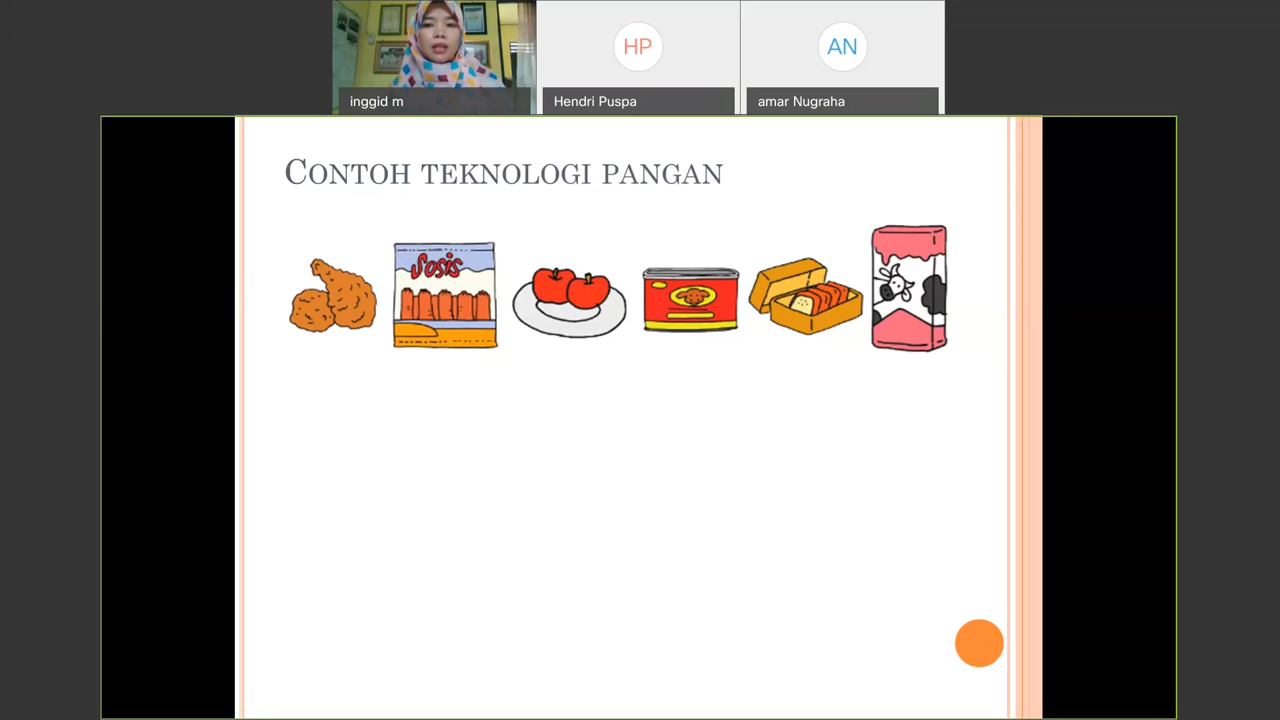 HP
AN
inggid m
Hendri Puspa
amar Nugraha
CONTOH TEKNOLOGI PANGAN
Sosis